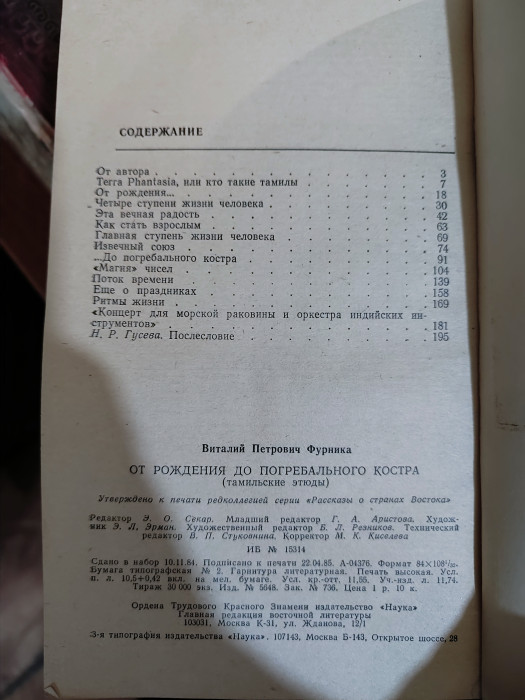 СОДЕРЖАНИЕ
От автора . . . . . . . . . . . . 3
Terra Phantasia, или кто такие тамилы . . . . . . 7
От рождения... . . . . . . . . . . . 18
Четыре ступени жизни человека . . . . . . . 30
Эта вечная радость . . . . . . . . . . 42
Как стать взрослым . . . . . . . . . . 63
Главная ступень жизни человека . . . . . . . 69
Извечный союз . . . . . . . . . . . 74
...До погребального костра . . . . . . . . 91
«Магия» чисел . . . . . . . . . . . 104
Поток времени . . . . . . . . . . . 139
Еще о праздниках . . . . . . . . . . 158
Ритмы жизни . . . . . . . . . . . 169
«Концерт для морской раковины и оркестра индийских ин-
струментов» . . . . . . . . . . . 181
Н. Р. Гусева. Послесловие . . . . . . . . 195
Виталий Петрович Фурника
ОТ РОЖДЕНИЯ ДО ПОГРЕБАЛЬНОГО КОСТРА
(тамильские этюды)
Утверждено к печати редколлегией серии «Рассказы о странах Востока»
Редактор Э. О. Секар. Младший редактор Г. А. Аристова. Худож-
ник Э. Л. Эрман. Художественный редактор Б. Л. Резников. Технический
редактор В. П. Стуковнина. Корректор М. К. Киселева
ИБ № 15314
Сдано в набор 10.11.84. Подписано к печати 22.04.85. А-04376. Формат 84×108¹/₃₂.
Бумага типографская № 2. Гарнитура литературная. Печать высокая. Усл.
п. л. 10,5+0,42 вкл. на мел. бумаге. Усл. кр.-отт. 11,55. Уч.-изд. л. 11,74.
Тираж 30 000 экз. Изд. № 5648. Зак. № 736. Цена 1 р. 10 к.
Ордена Трудового Красного Знамени издательство «Наука»
Главная редакция восточной литературы
103031, Москва К-31, ул. Жданова, 12/1
3-я типография издательства «Наука». 107143, Москва Б-143, Открытое шоссе, 28